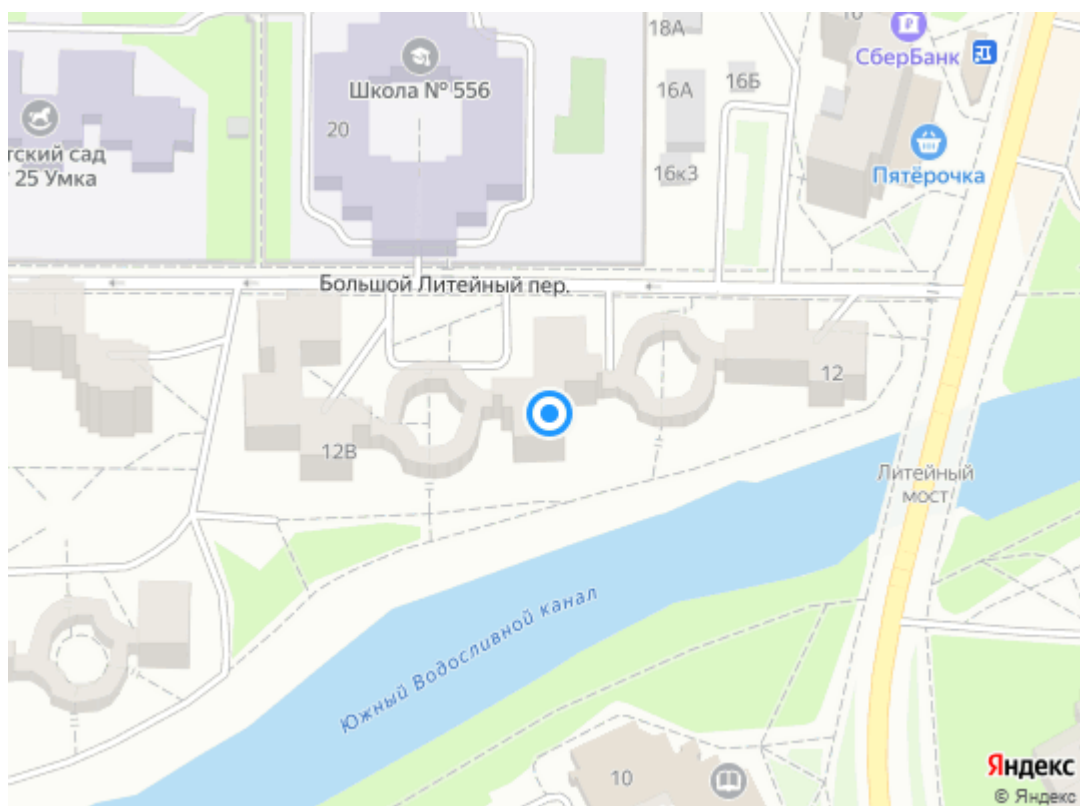 18А
СберБанк
Школа № 556
16А
16Б
20
тский сад
25 Умка
16к3
Пятёрочка
Большой Литейный пер.
12
12В
Литейный
мост
Южный Водосливной канал
10
Яндекс
© Яндекс